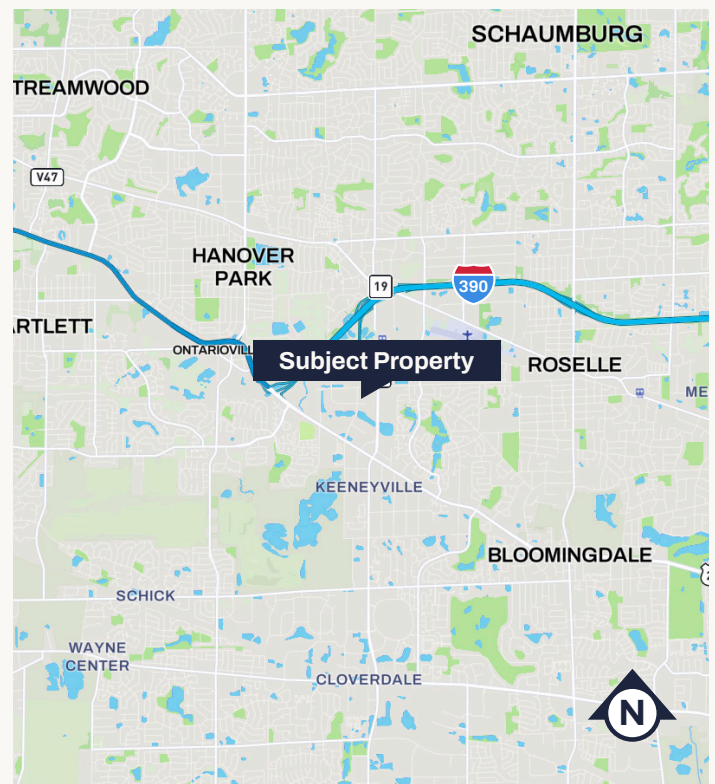 SCHAUMBURG
TREAMWOOD
V47
HANOVER
PARK
19
390
ARTLETT
ONTARIOVILL
Subject Property
ROSELLE
ME
KEENEYVILLE
BLOOMINGDALE
SCHICK
WAYNE
CENTER
CLOVERDALE
N